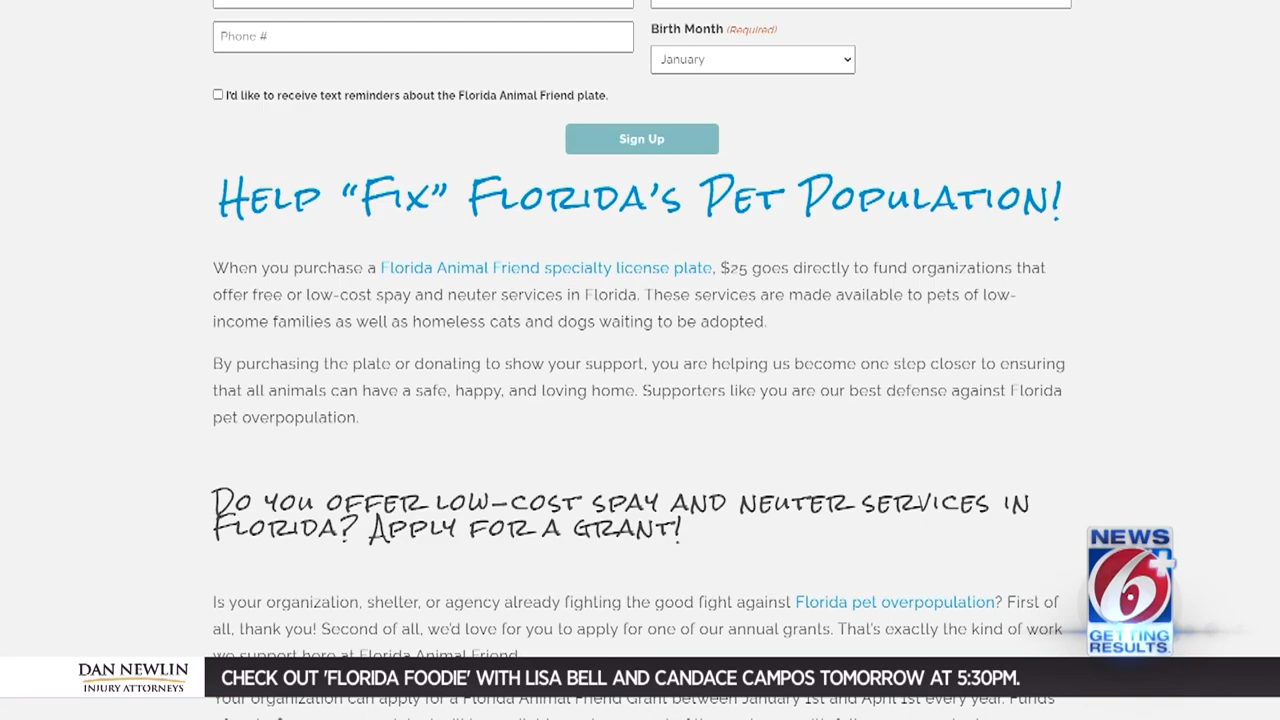 Phone #
Birth Month (Required)
January
I'd like to receive text reminders about the Florida Animal Friend plate.
Sign Up
HELP “FIX” FLORIDA'S PET POPULATION!
When you purchase a Florida Animal Friend specialty license plate, $25 goes directly to fund organizations that
offer free or low-cost spay and neuter services in Florida. These services are made available to pets of low-
income families as well as homeless cats and dogs waiting to be adopted.
By purchasing the plate or donating to show your support, you are helping us become one step closer to ensuring
that all animals can have a safe, happy, and loving home. Supporters like you are our best defense against Florida
pet overpopulation.
DO YOU OFFER LOW-COST SPAY AND NEUTER SERVICES IN
FLORIDA? APPLY FOR A GRANT!
Is your organization, shelter, or agency already fighting the good fight against Florida pet overpopulation? First of
all, thank you! Second of all, we'd love for you to apply for one of our annual grants. That's exactly the kind of work
we support here at Florida Animal Friend.
NEWS
6+
GETTING
RESULTS.
DAN NEWLIN
INJURY ATTORNEYS
CHECK OUT 'FLORIDA FOODIE' WITH LISA BELL AND CANDACE CAMPOS TOMORROW AT 5:30PM.
Your organization can apply for a Florida Animal Friend Grant between January 1st and April 1st every year. Funds